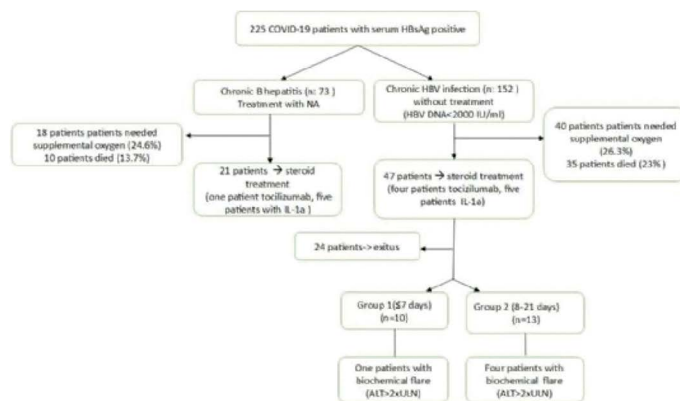 225 COVID-19 patients with serum HBsAg positive
Chronic B hepatitis (n: 73 )
Treatment with NA
Chronic HBV infection (n: 152 )
without treatment
(HBV DNA<2000 IU/ml)
18 patients patients needed
supplemental oxygen (24.6%)
10 patients died (13.7%)
40 patients patients needed
supplemental oxygen
(26.3%)
35 patients died (23%)
21 patients → steroid
treatment
(one patient tocilizumab, five
patients with IL-1a )
47 patients → steroid treatment
(four patients tocizilumab, five
patients IL-1a)
24 patients-> exitus
Group 1(≤7 days)
(n=10)
Group 2 (8-21 days)
(n=13)
One patients with
biochemical flare
(ALT>2xULN)
Four patients with
biochemical flare
(ALT>2xULN)